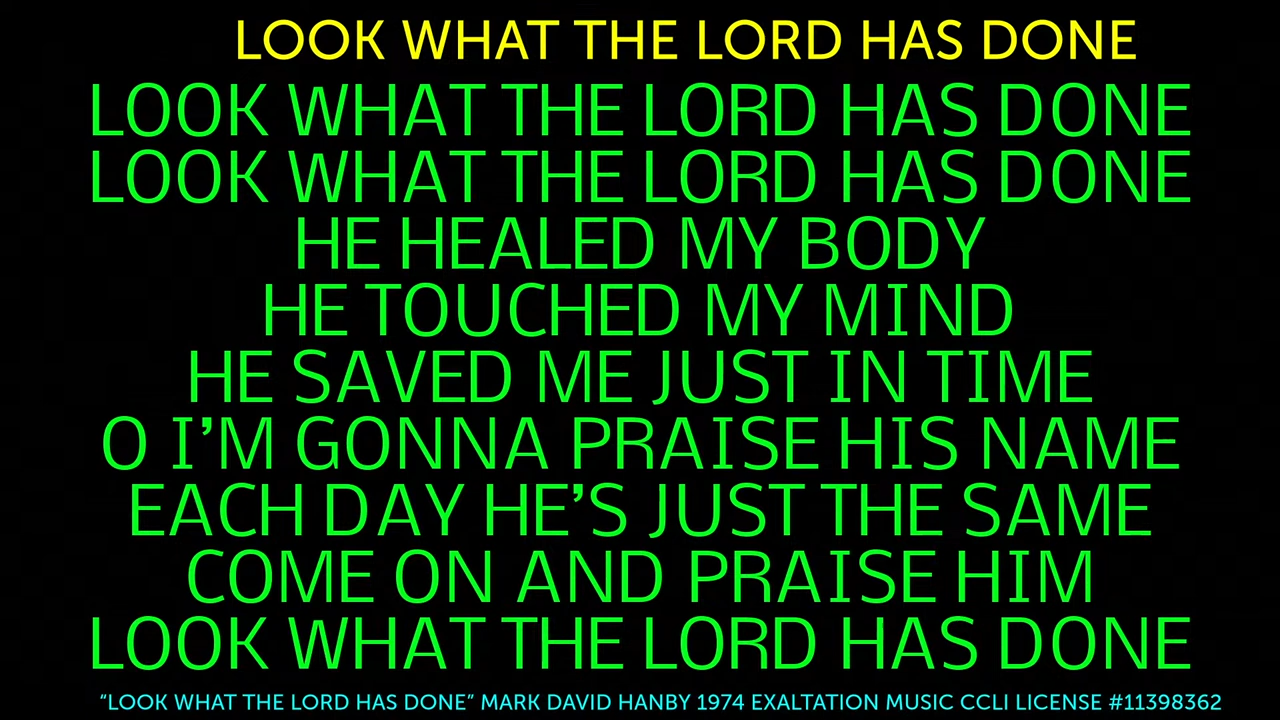 LOOK WHAT THE LORD HAS DONE
LOOK WHAT THE LORD HAS DONE
LOOK WHAT THE LORD HAS DONE
HE HEALED MY BODY
HE TOUCHED MY MIND
HE SAVED ME JUST IN TIME
O I’M GONNA PRAISE HIS NAME
EACH DAY HE’S JUST THE SAME
COME ON AND PRAISE HIM
LOOK WHAT THE LORD HAS DONE
“LOOK WHAT THE LORD HAS DONE” MARK DAVID HANBY 1974 EXALTATION MUSIC CCLI LICENSE #11398362